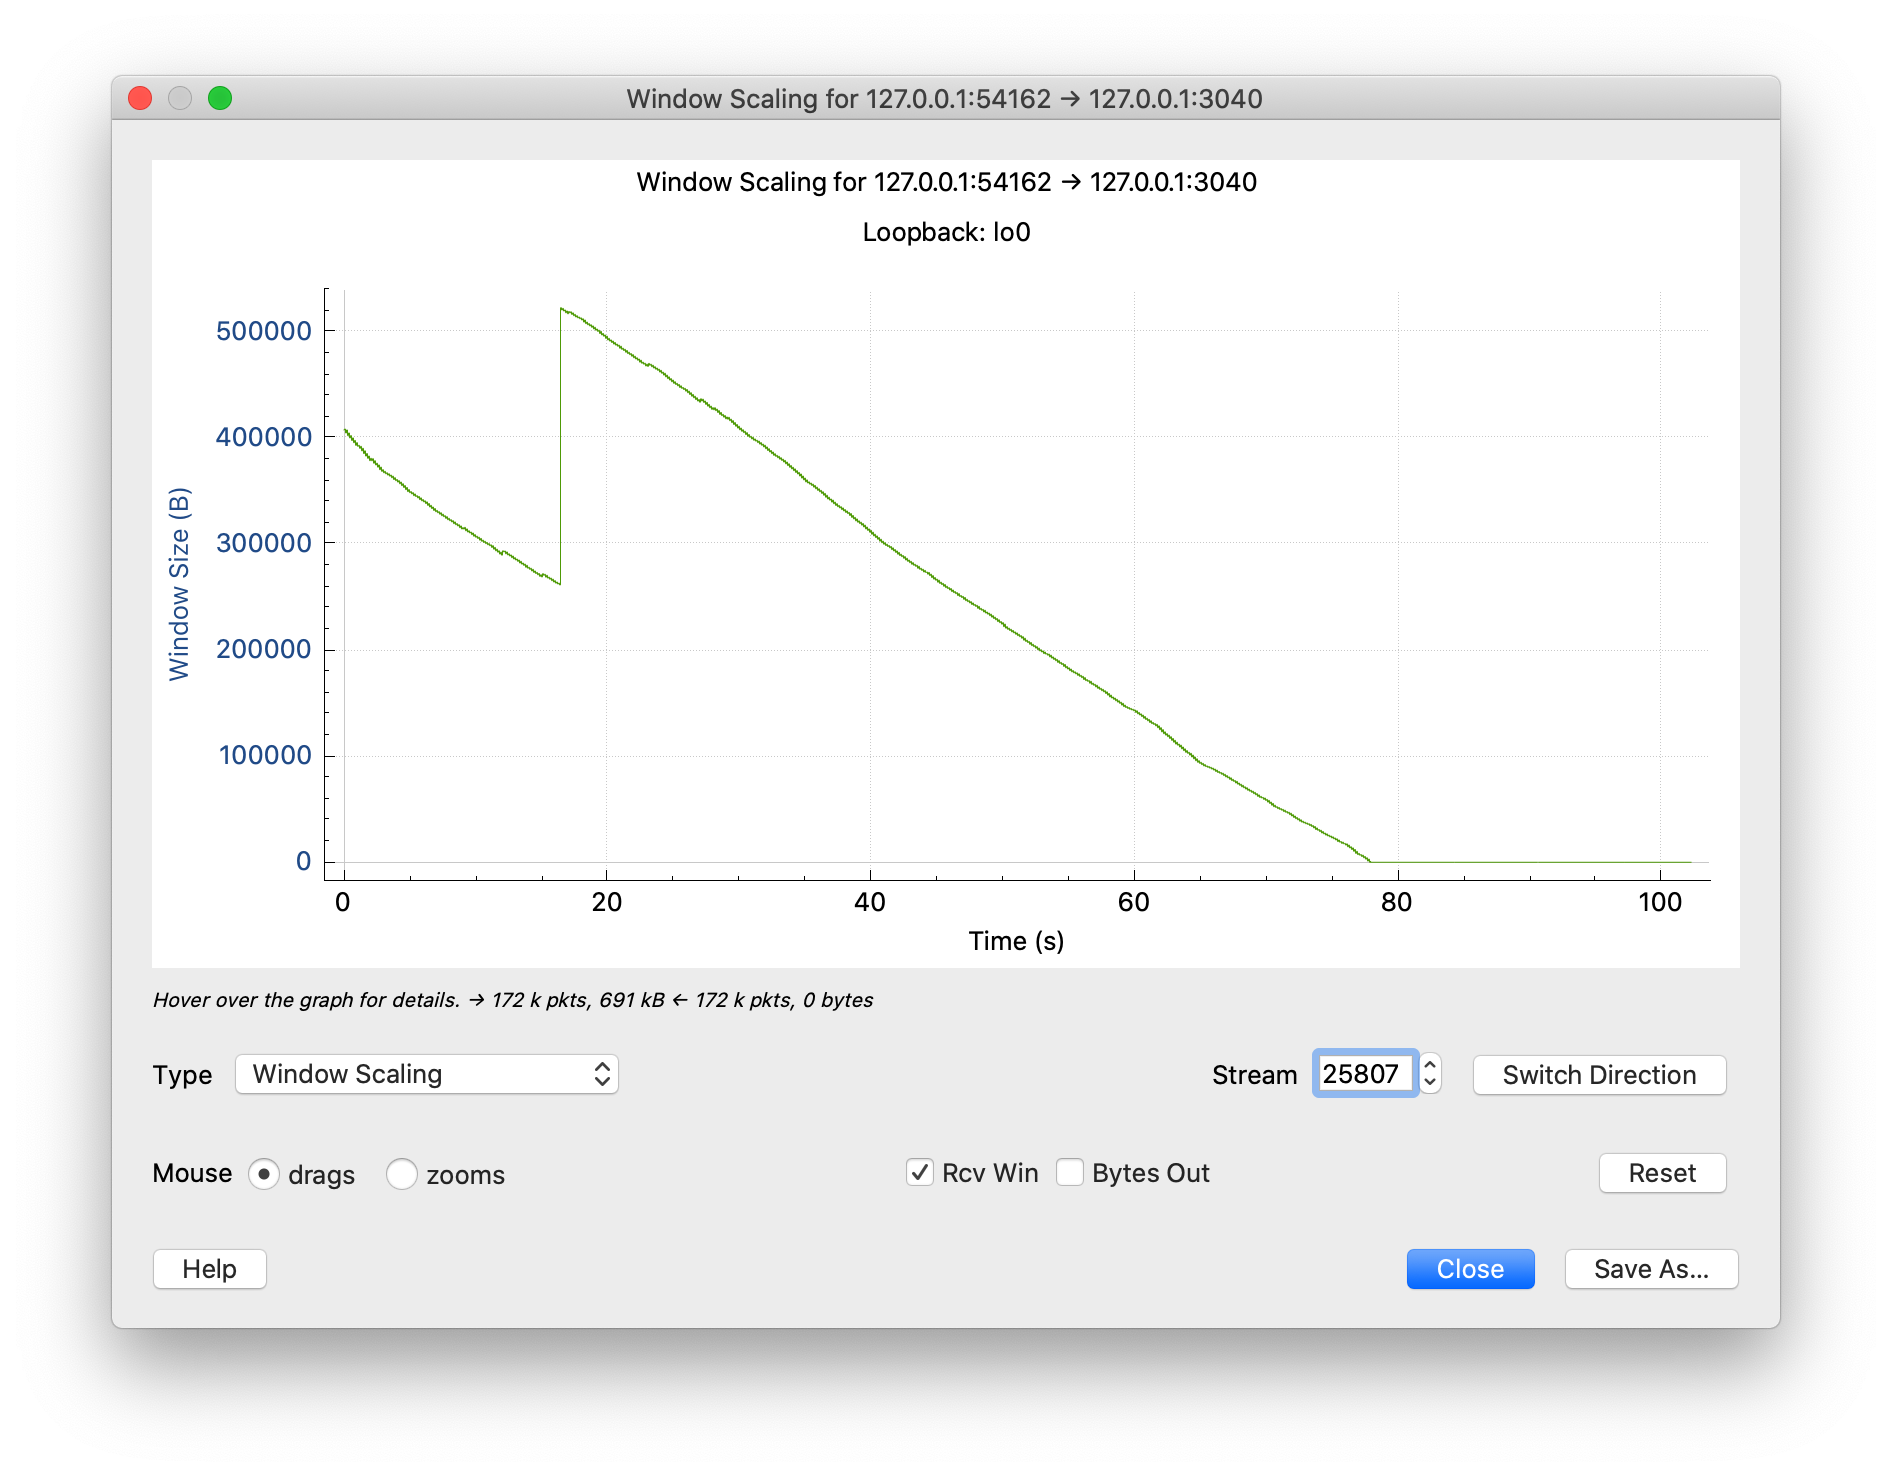 Window Scaling for 127.0.0.1:54162 → 127.0.0.1:3040
Window Scaling for 127.0.0.1:54162 → 127.0.0.1:3040
Loopback: lo0
Window Size (B)
500000
400000
300000
200000
100000
0
0 20 40 60 80 100
Time (s)
Hover over the graph for details. → 172 k pkts, 691 kB ← 172 k pkts, 0 bytes
Type Window Scaling Stream 25807 Switch Direction
Mouse drags zooms Rcv Win Bytes Out Reset
Help Close Save As...